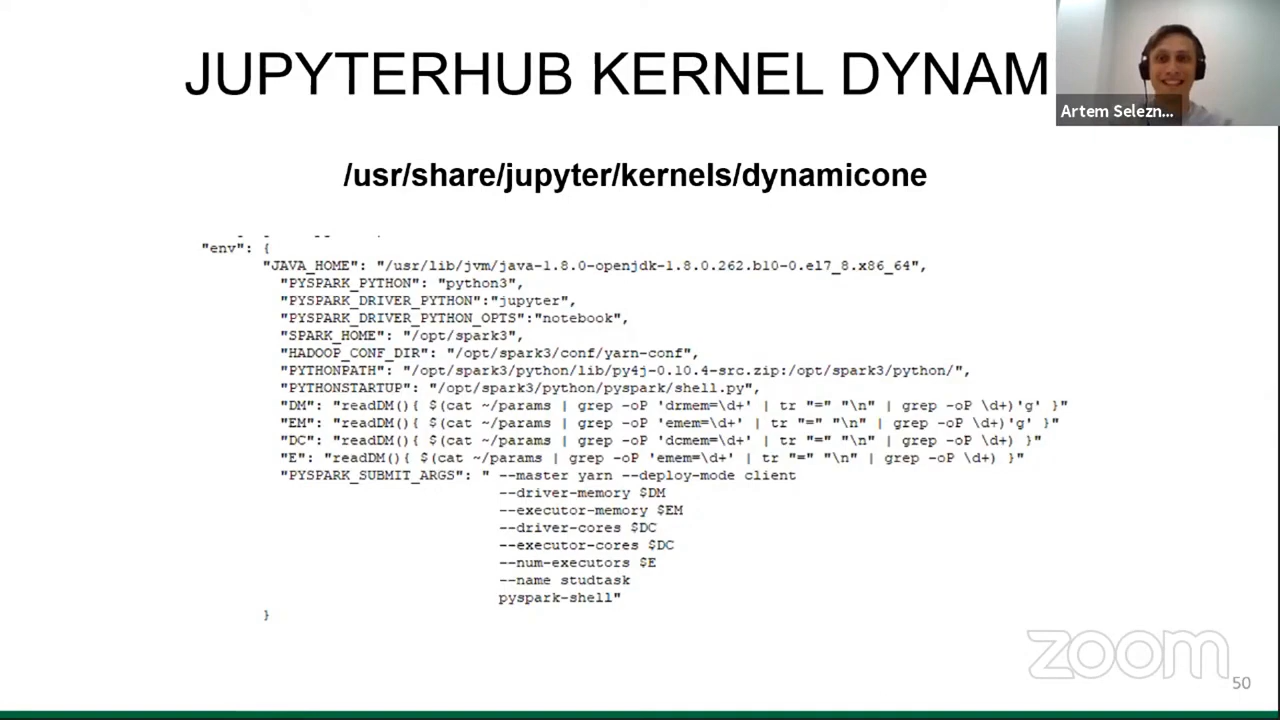 JUPYTERHUB KERNEL DYNAM
Artem Selezn...
/usr/share/jupyter/kernels/dynamicone
"env": {
"JAVA_HOME": "/usr/lib/jvm/java-1.8.0-openjdk-1.8.0.262.b10-0.el7_8.x86_64",
"PYSPARK_PYTHON": "python3",
"PYSPARK_DRIVER_PYTHON":"jupyter",
"PYSPARK_DRIVER_PYTHON_OPTS":"notebook",
"SPARK_HOME": "/opt/spark3",
"HADOOP_CONF_DIR": "/opt/spark3/conf/yarn-conf",
"PYTHONPATH": "/opt/spark3/python/lib/py4j-0.10.4-src.zip:/opt/spark3/python/",
"PYTHONSTARTUP": "/opt/spark3/python/pyspark/shell.py",
"DM": "readDM(){ $(cat ~/params | grep -oP 'drmem=\d+' | tr "=" "\n" | grep -oP \d+)'g' }"
"EM": "readDM(){ $(cat ~/params | grep -oP 'emem=\d+' | tr "=" "\n" | grep -oP \d+)'g' }"
"DC": "readDM(){ $(cat ~/params | grep -oP 'dcmem=\d+' | tr "=" "\n" | grep -oP \d+) }"
"E": "readDM(){ $(cat ~/params | grep -oP 'emem=\d+' | tr "=" "\n" | grep -oP \d+) }"
"PYSPARK_SUBMIT_ARGS": " --master yarn --deploy-mode client
--driver-memory $DM
--executor-memory $EM
--driver-cores $DC
--executor-cores $DC
--num-executors $E
--name studtask
pyspark-shell"
}
zoom
50